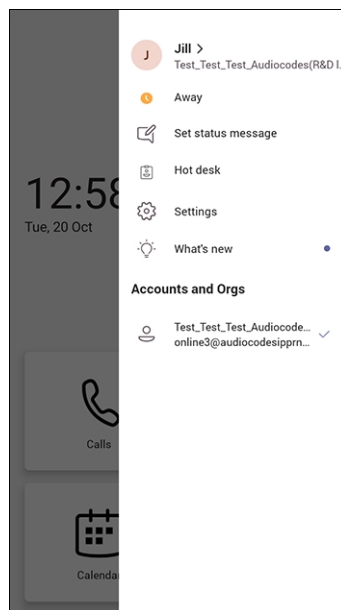 J
Jill >
Test_Test_Test_Audiocodes(R&D I.
Away
Set status message
Hot desk
Settings
What's new
Accounts and Orgs
Test_Test_Test_Audiocode...
online3@audiocodesipprn...
12:58
Tue, 20 Oct
Calls
Calendar